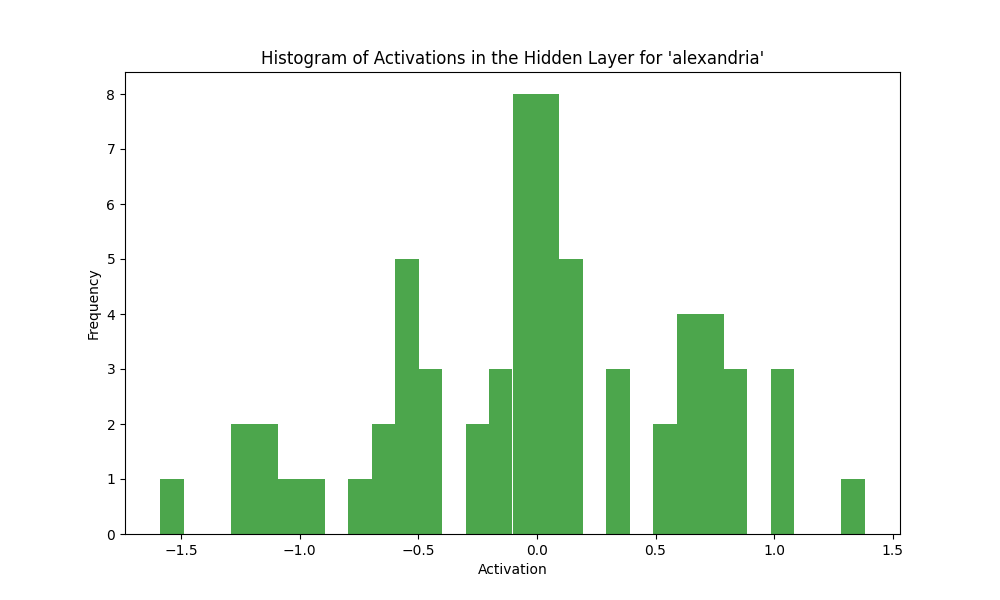 Histogram of Activations in the Hidden Layer for 'alexandria'
8
7
6
5
4
3
2
1
0
Frequency
−1.5 −1.0 −0.5 0.0 0.5 1.0 1.5
Activation